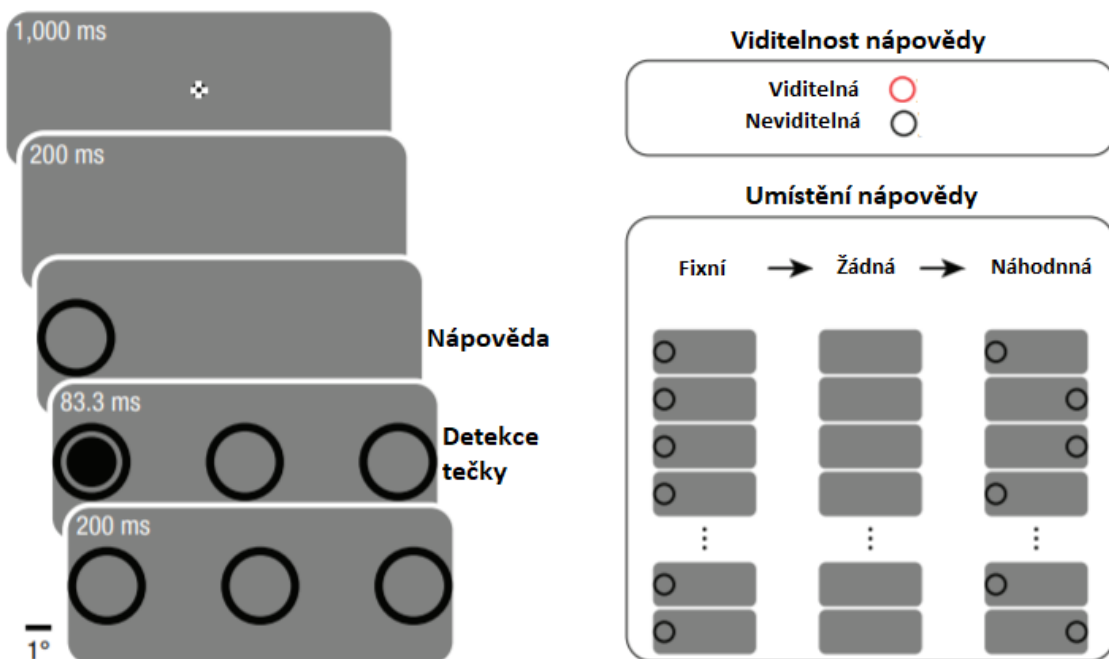 1,000 ms
200 ms
Nápověda
83.3 ms
Detekce
tečky
200 ms
1°
Viditelnost nápovědy
Viditelná
Neviditelná
Umístění nápovědy
Fixní
Žádná
Náhodnná